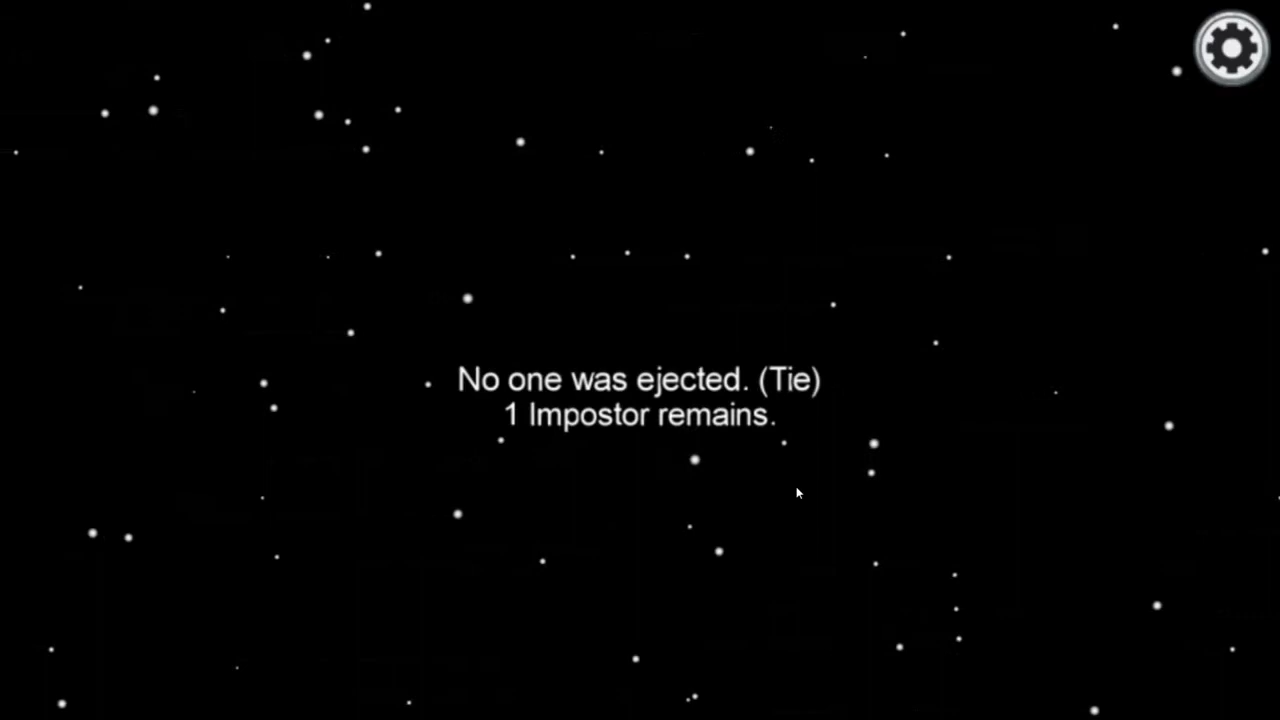 No one was ejected. (Tie)
1 Impostor remains.